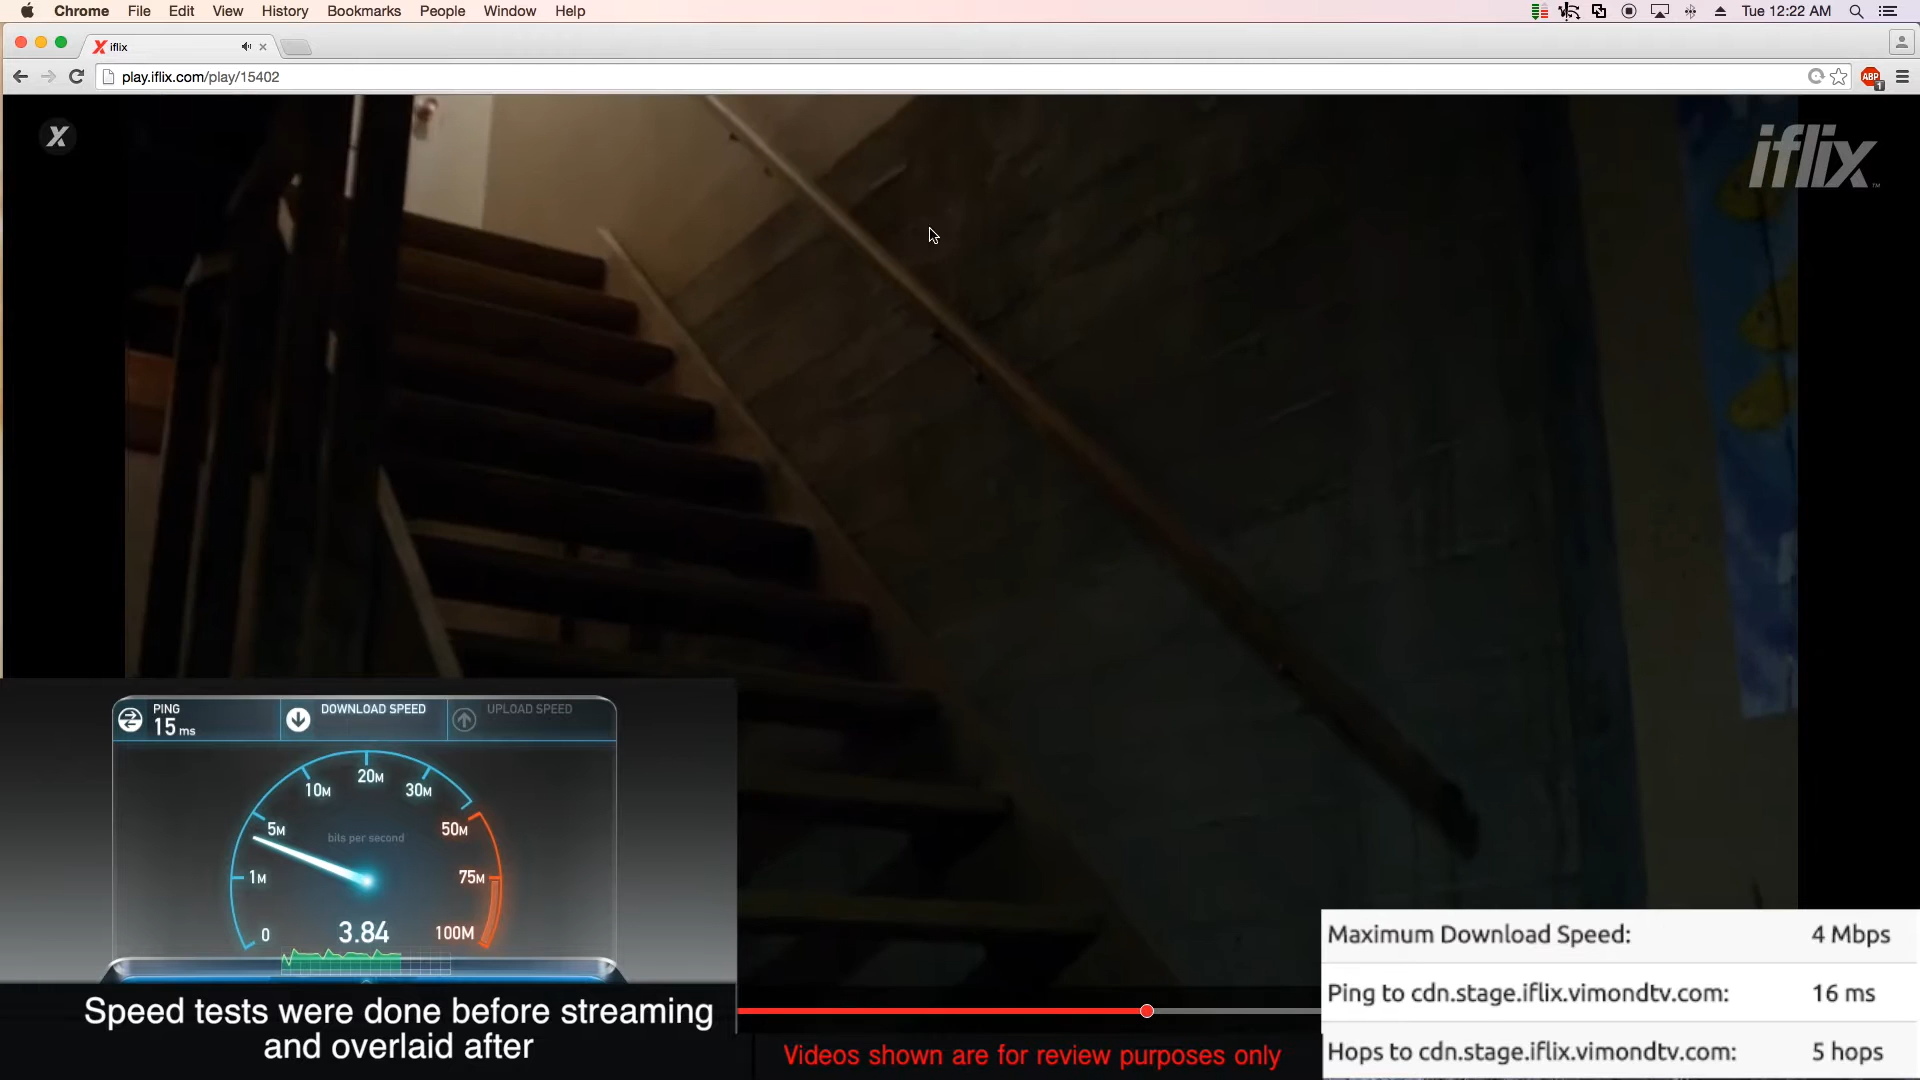 Chrome File Edit View History Bookmarks People Window Help
Tue 12:22 AM
iflix
play.iflix.com/play/15402
ABP
1
X
iflix
PING
15 ms
DOWNLOAD SPEED
UPLOAD SPEED
20M
10M
30M
5M
50M
bits per second
1M
75M
0
3.84
100M
Speed tests were done before streaming
and overlaid after
Videos shown are for review purposes only
Maximum Download Speed: 4 Mbps
Ping to cdn.stage.iflix.vimondtv.com: 16 ms
Hops to cdn.stage.iflix.vimondtv.com: 5 hops